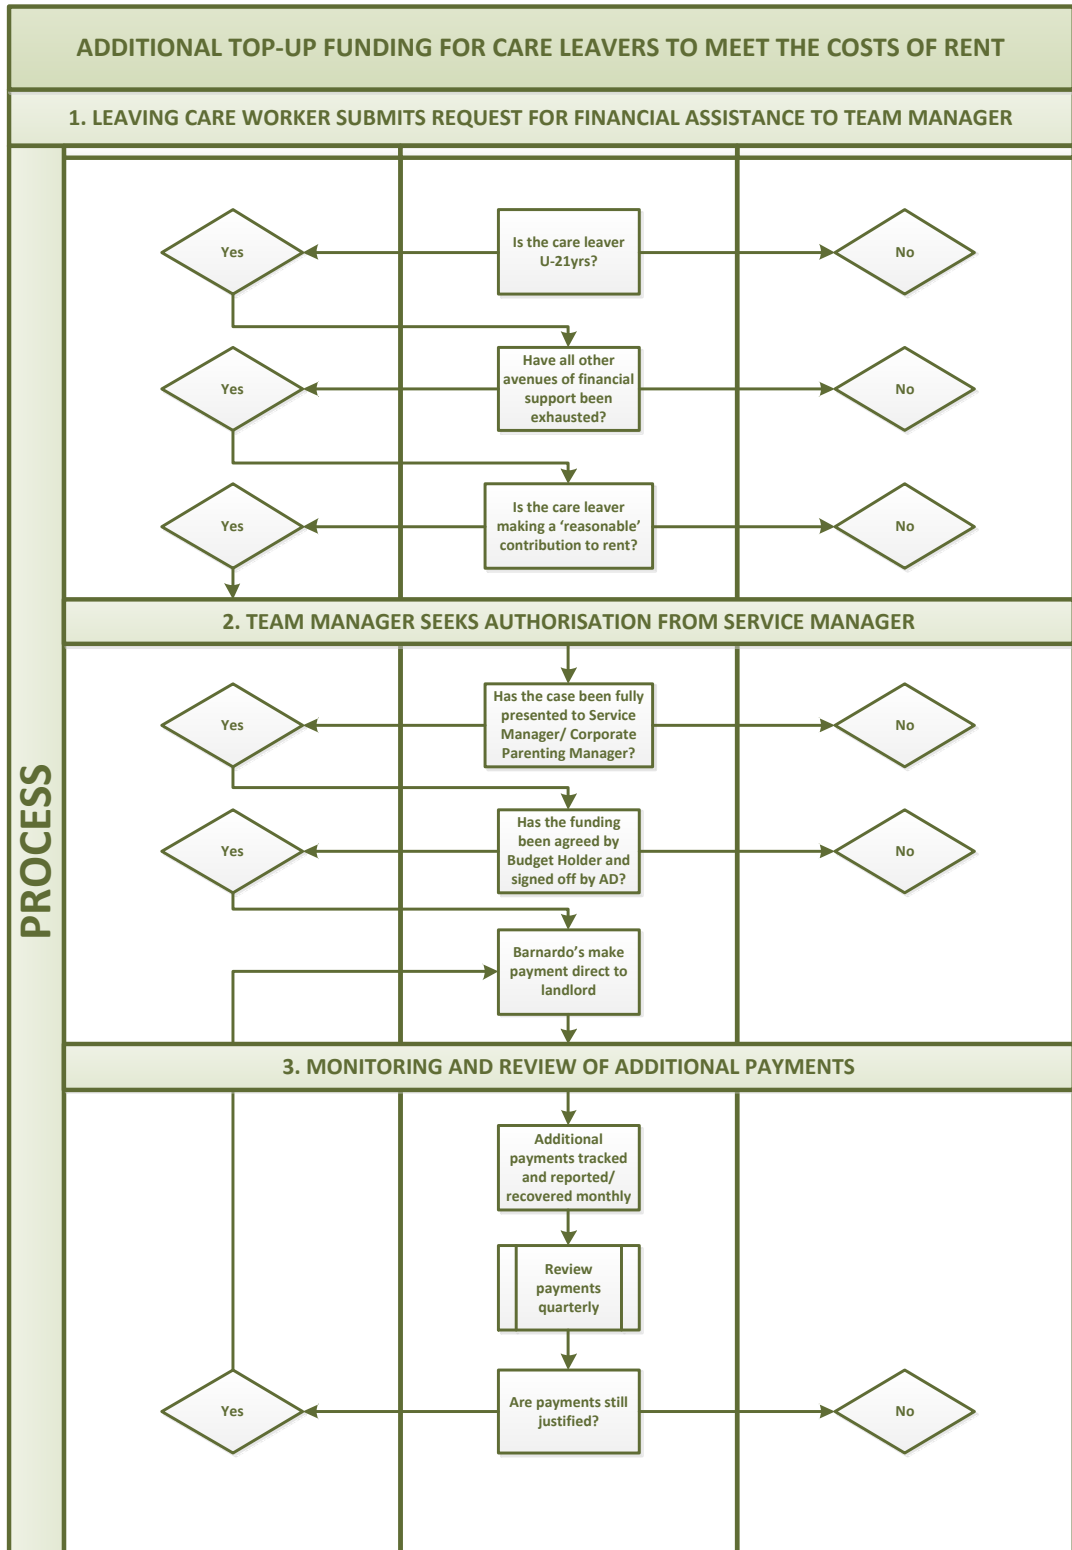 ADDITIONAL TOP-UP FUNDING FOR CARE LEAVERS TO MEET THE COSTS OF RENT
1. LEAVING CARE WORKER SUBMITS REQUEST FOR FINANCIAL ASSISTANCE TO TEAM MANAGER
PROCESS
Yes
Is the care leaver
U-21yrs?
No
Yes
Have all other
avenues of financial
support been
exhausted?
No
Yes
Is the care leaver
making a ‘reasonable’
contribution to rent?
No
2. TEAM MANAGER SEEKS AUTHORISATION FROM SERVICE MANAGER
Yes
Has the case been fully
presented to Service
Manager/ Corporate
Parenting Manager?
No
Yes
Has the funding
been agreed by
Budget Holder and
signed off by AD?
No
Barnardo’s make
payment direct to
landlord
3. MONITORING AND REVIEW OF ADDITIONAL PAYMENTS
Additional
payments tracked
and reported/
recovered monthly
Review
payments
quarterly
Yes
Are payments still
justified?
No